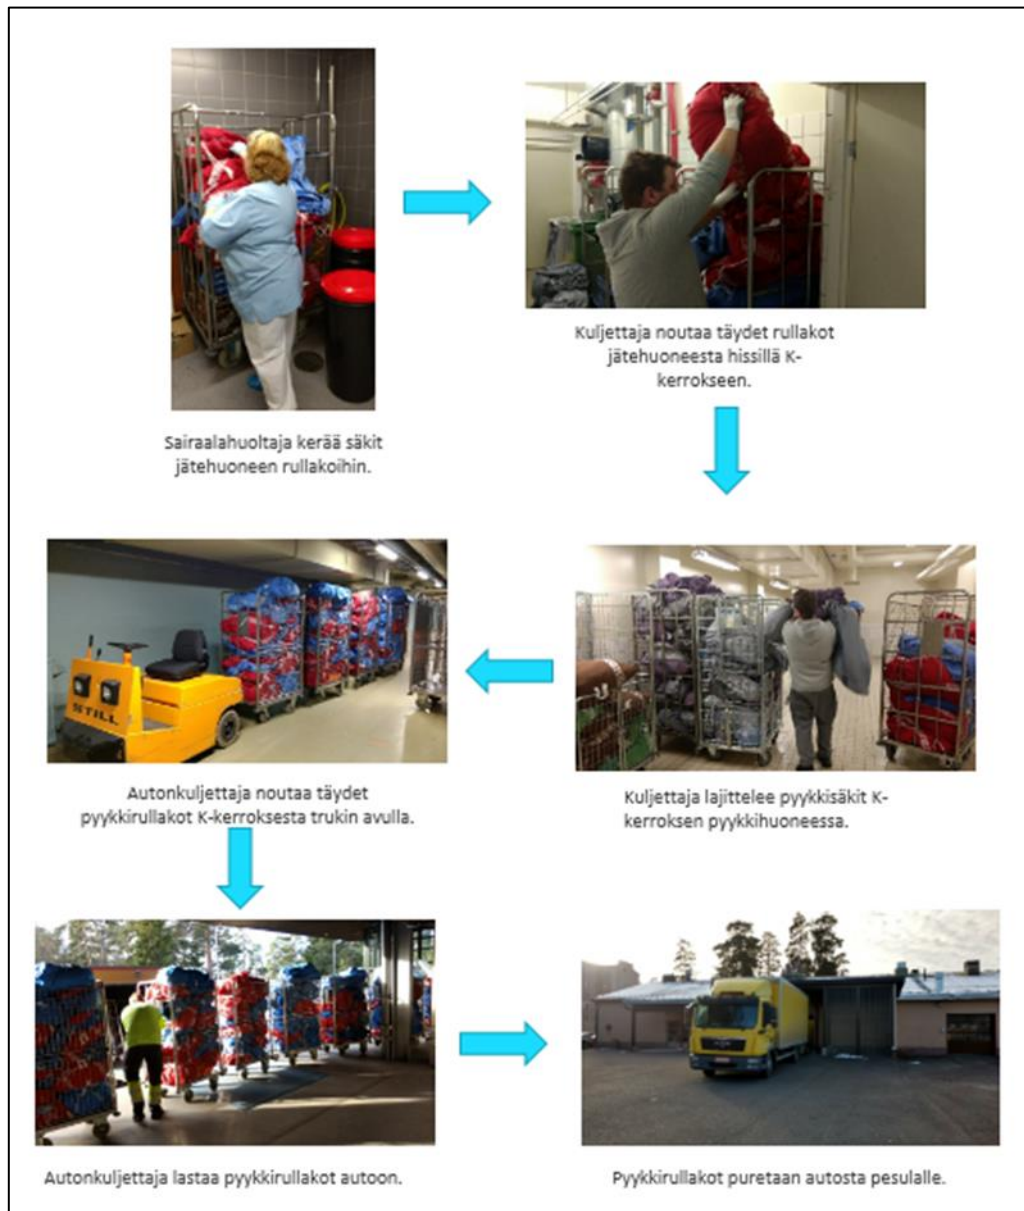 Kuljettaja noutaa täydet rullakot
jätehuoneesta hissillä K-
kerrokseen.
Sairaalahuoltaja kerää säkit
jätehuoneen rullakoihin.
STILL
Autonkuljettaja noutaa täydet
pyykkirullakot K-kerroksesta trukin avulla.
Kuljettaja lajittelee pyykkisäkit K-
kerroksen pyykkihuoneessa.
Autonkuljettaja lastaa pyykkirullakot autoon.
Pyykkirullakot puretaan autosta pesulalle.